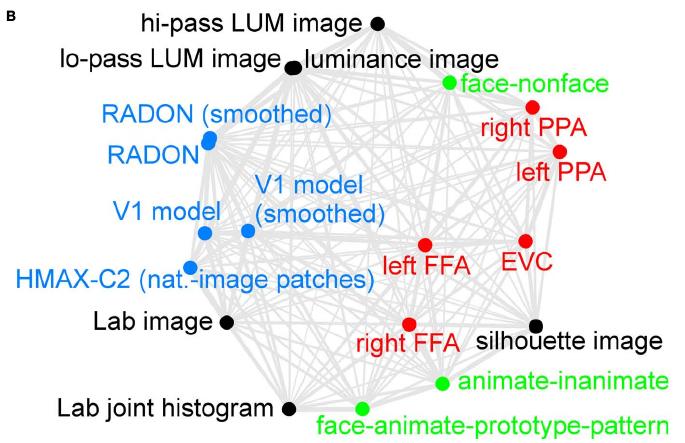 B
hi-pass LUM image
lo-pass LUM image
luminance image
face-nonface
RADON (smoothed)
right PPA
RADON
left PPA
V1 model
(smoothed)
V1 model
left FFA
EVC
HMAX-C2 (nat.-image patches)
Lab image
right FFA
silhouette image
animate-inanimate
Lab joint histogram
face-animate-prototype-pattern